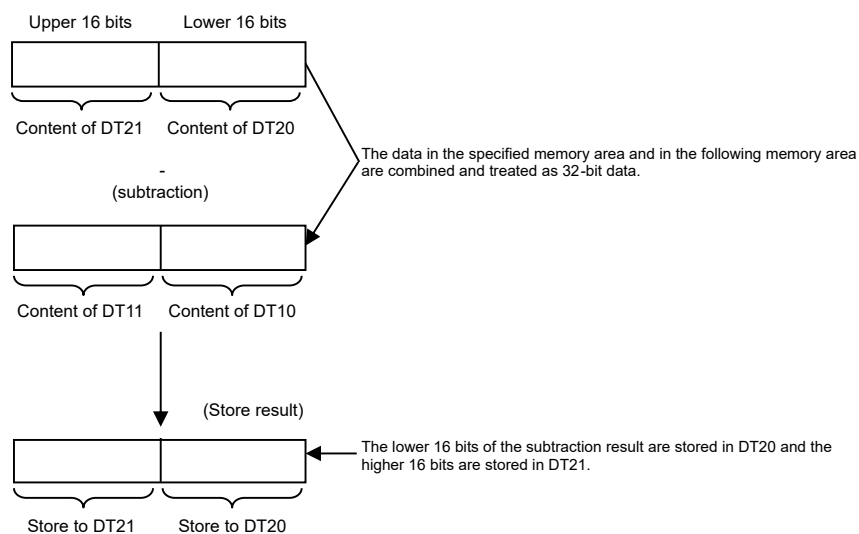 Upper 16 bits Lower 16 bits
Content of DT21 Content of DT20
The data in the specified memory area and in the following memory area
are combined and treated as 32-bit data.
-
(subtraction)
Content of DT11 Content of DT10
(Store result)
The lower 16 bits of the subtraction result are stored in DT20 and the
higher 16 bits are stored in DT21.
Store to DT21 Store to DT20